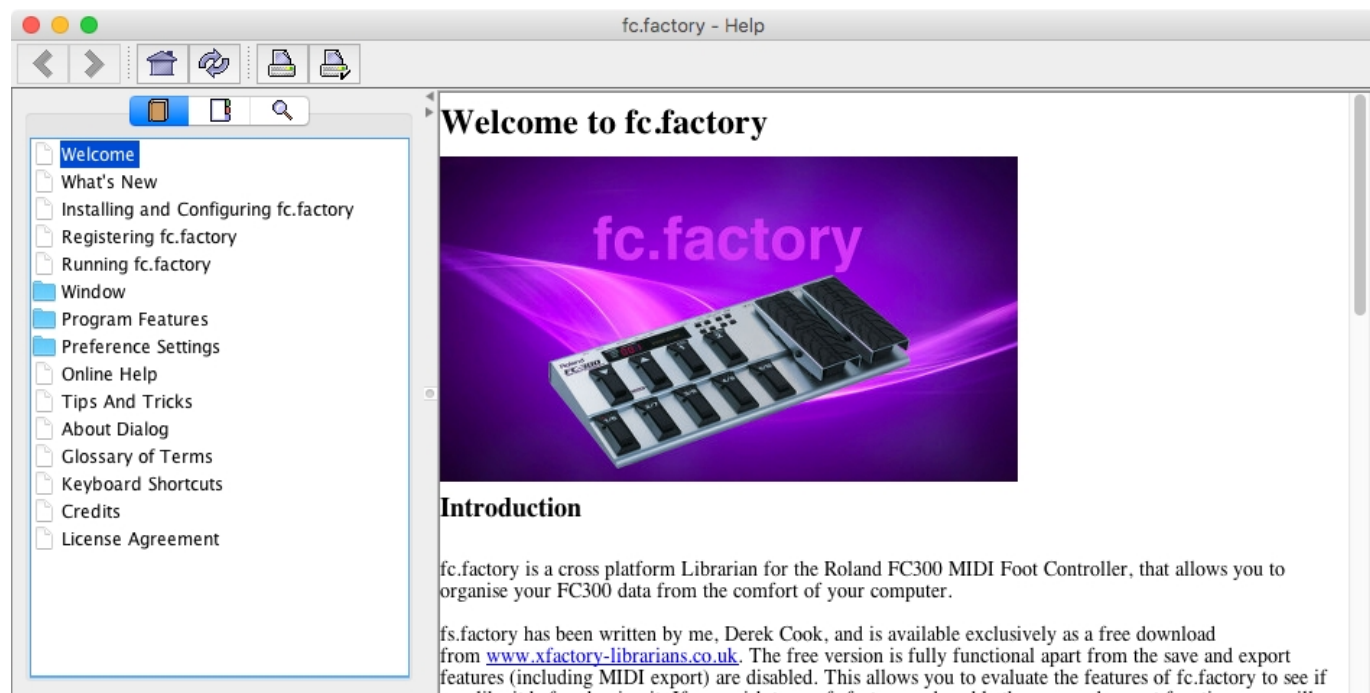 fc.factory - Help
Welcome
What's New
Installing and Configuring fc.factory
Registering fc.factory
Running fc.factory
Window
Program Features
Preference Settings
Online Help
Tips And Tricks
About Dialog
Glossary of Terms
Keyboard Shortcuts
Credits
License Agreement
Welcome to fc.factory
fc.factory
Roland
FC-300
Introduction
fc.factory is a cross platform Librarian for the Roland FC300 MIDI Foot Controller, that allows you to
organise your FC300 data from the comfort of your computer.
fs.factory has been written by me, Derek Cook, and is available exclusively as a free download
from www.xfactory-librarians.co.uk. The free version is fully functional apart from the save and export
features (including MIDI export) are disabled. This allows you to evaluate the features of fc.factory to see if